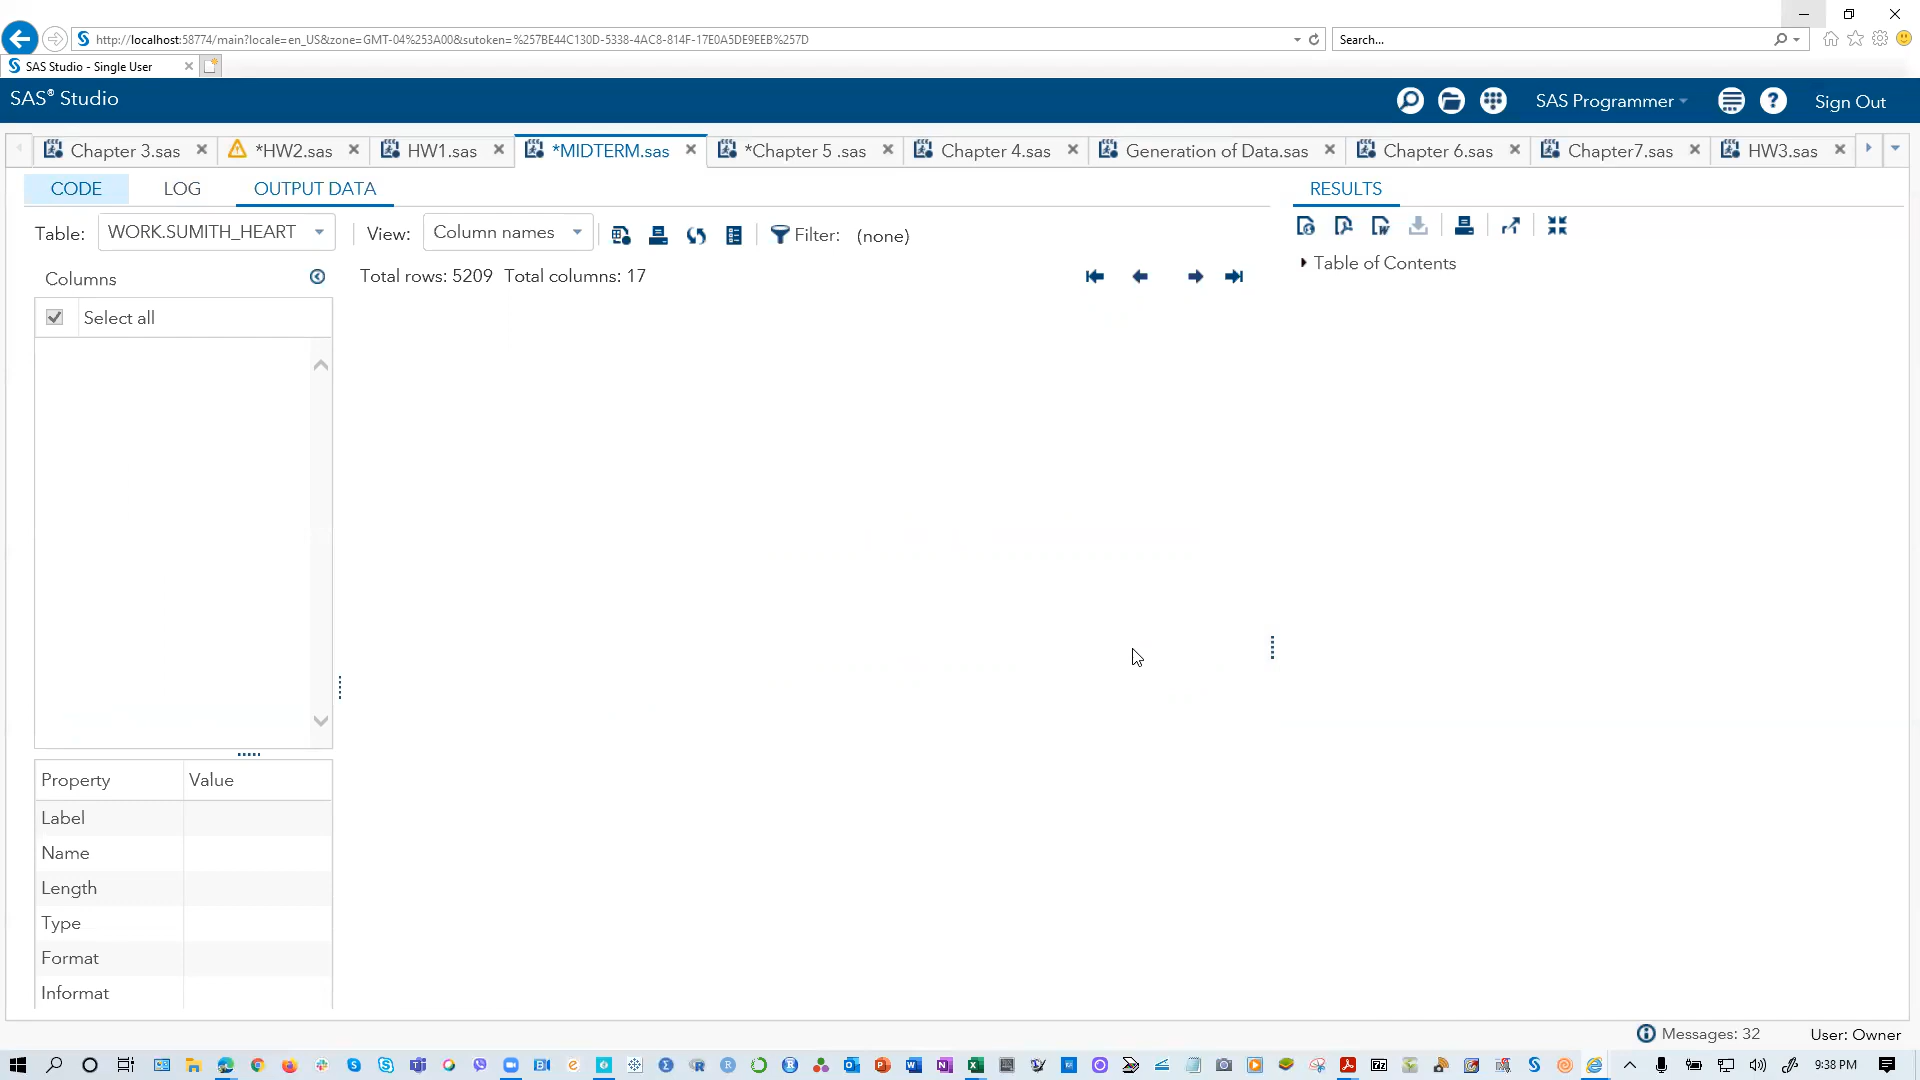 http://localhost:58774/main?locale=en_US&zone=GMT-04%253A00&sutoken=%257BE44C130D-5338-4AC8-814F-17E0A5DE9EEB%257D
Search...
SAS Studio - Single User
SAS® Studio
SAS Programmer
Sign Out
Chapter 3.sas
*HW2.sas
HW1.sas
*MIDTERM.sas
*Chapter 5 .sas
Chapter 4.sas
Generation of Data.sas
Chapter 6.sas
Chapter7.sas
HW3.sas
CODE
LOG
OUTPUT DATA
RESULTS
Table: WORK.SUMITH_HEART
View: Column names
Filter: (none)
Table of Contents
Columns
Total rows: 5209 Total columns: 17
Select all
Property Value
Label
Name
Length
Type
Format
Informat
Messages: 32
User: Owner
9:38 PM